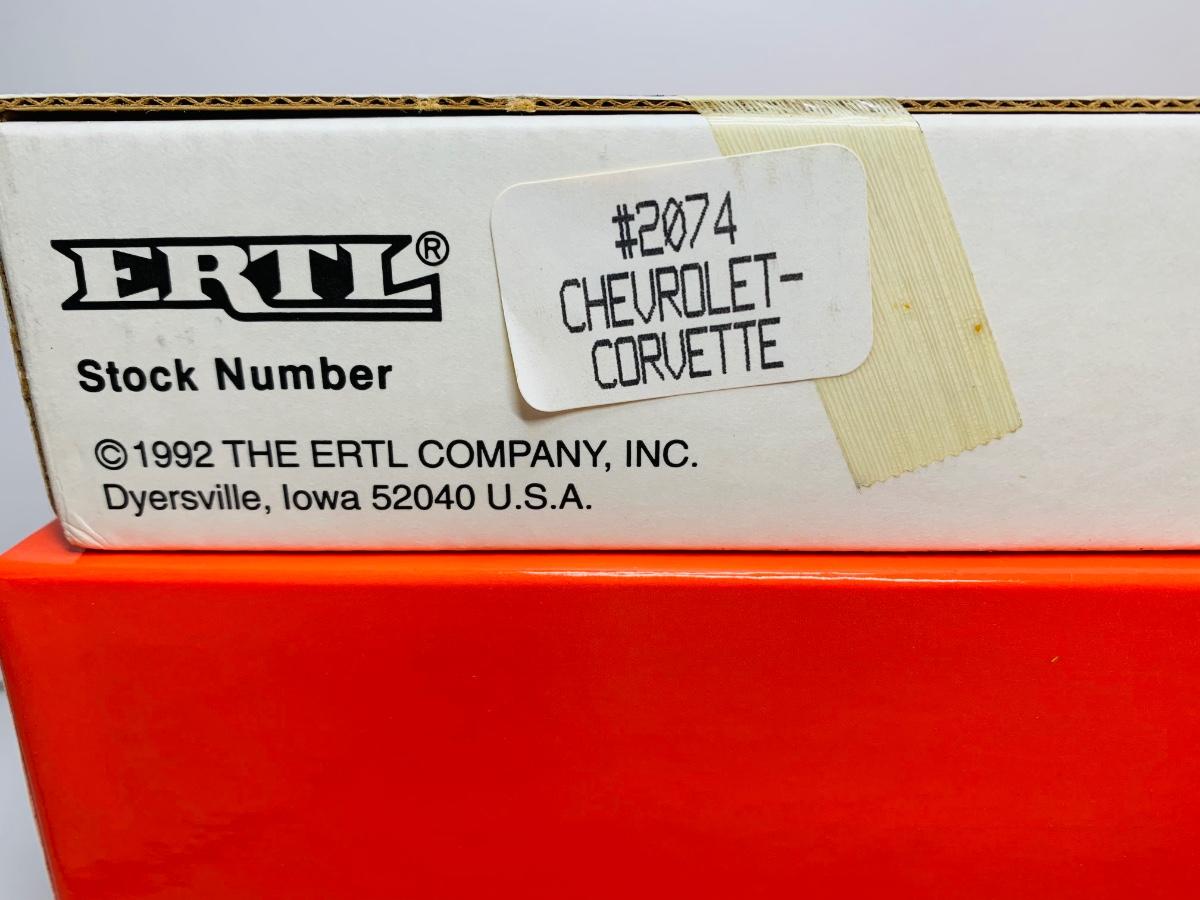 ERTL®
Stock Number
#2074
CHEVROLET-
CORVETTE
©1992 THE ERTL COMPANY, INC.
Dyersville, Iowa 52040 U.S.A.